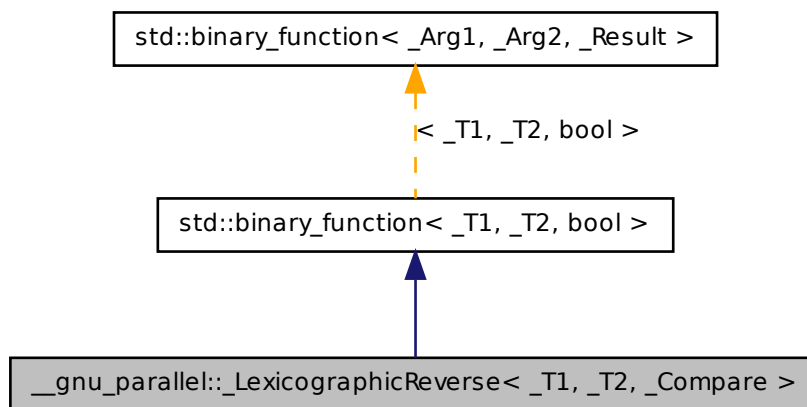 std::binary_function< _Arg1, _Arg2, _Result >
< _T1, _T2, bool >
std::binary_function< _T1, _T2, bool >
__gnu_parallel::_LexicographicReverse< _T1, _T2, _Compare >